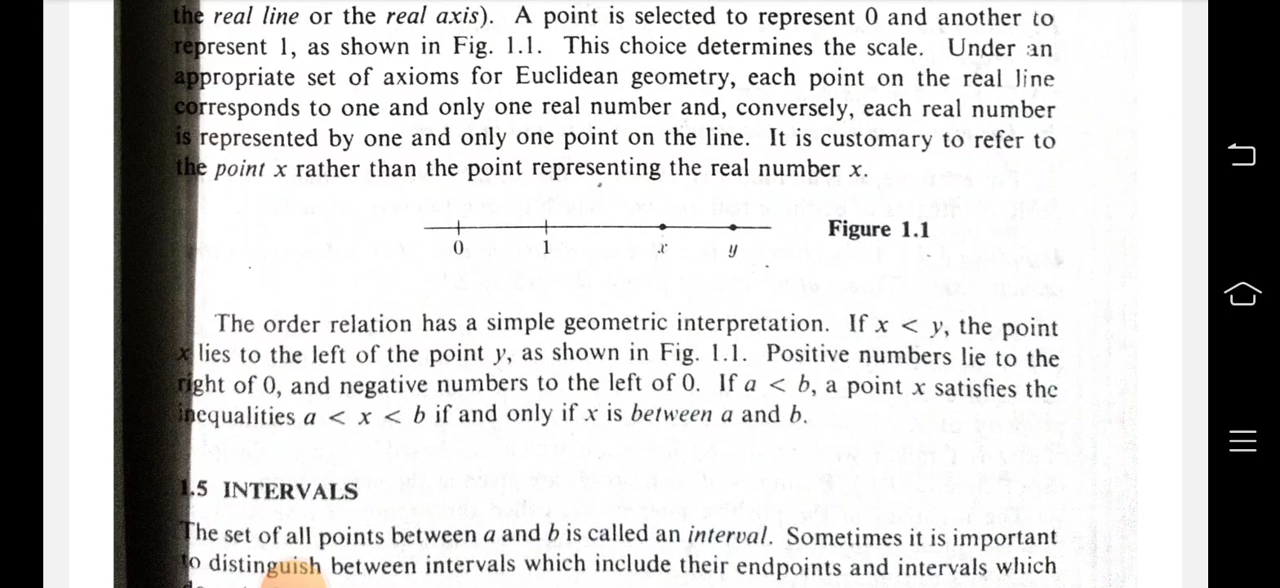 the real line or the real axis). A point is selected to represent 0 and another to
represent 1, as shown in Fig. 1.1. This choice determines the scale. Under an
appropriate set of axioms for Euclidean geometry, each point on the real line
corresponds to one and only one real number and, conversely, each real number
is represented by one and only one point on the line. It is customary to refer to
the point x rather than the point representing the real number x.
0 1 x y
Figure 1.1
The order relation has a simple geometric interpretation. If x < y, the point
x lies to the left of the point y, as shown in Fig. 1.1. Positive numbers lie to the
right of 0, and negative numbers to the left of 0. If a < b, a point x satisfies the
inequalities a < x < b if and only if x is between a and b.
1.5 INTERVALS
The set of all points between a and b is called an interval. Sometimes it is important
to distinguish between intervals which include their endpoints and intervals which